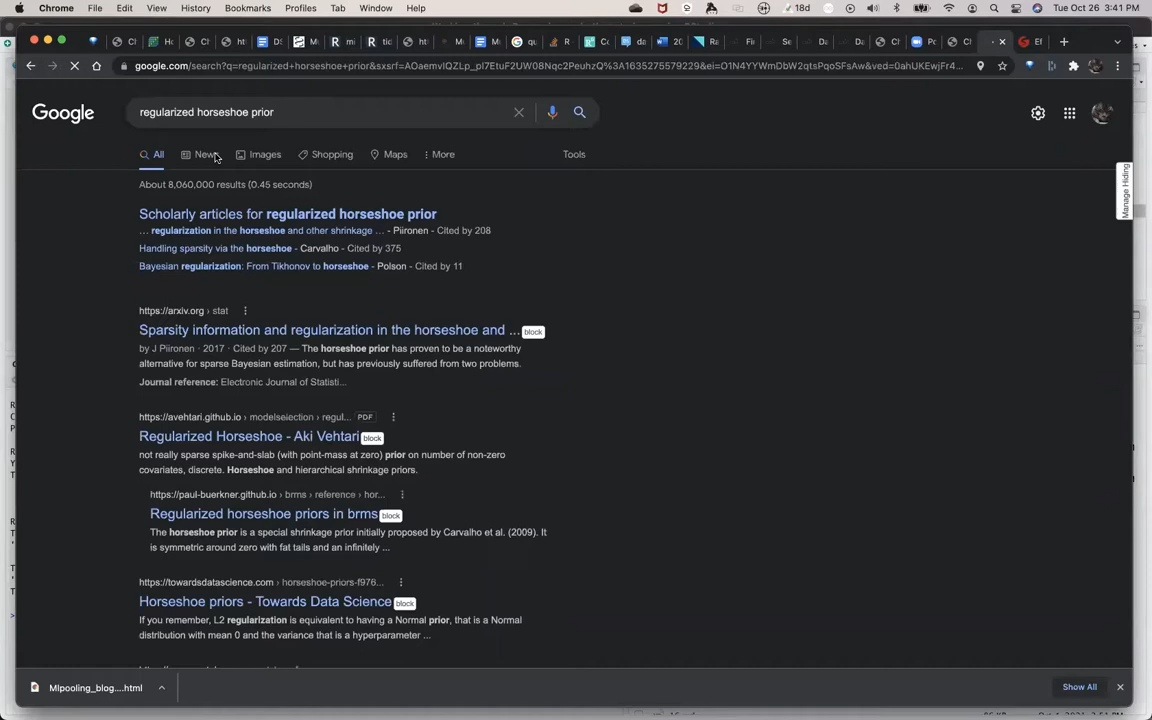 Chrome File Edit View History Bookmarks Profiles Tab Window Help 18d Tue Oct 26 3:41 PM
google.com/search?q=regularized+horseshoe+prior&sxsrf=AOaemvIQZLp_pl7EtuF2UW08Nqc2PeuhzQ%3A1635275579229&ei=O1N4YYWmDbW2qtsPqoSFsAw&ved=0ahUKEwjFr4...
Google regularized horseshoe prior
All News Images Shopping Maps More Tools
About 8,060,000 results (0.45 seconds)
Manage Hiding
Scholarly articles for regularized horseshoe prior
... regularization in the horseshoe and other shrinkage ... - Piironen - Cited by 208
Handling sparsity via the horseshoe - Carvalho - Cited by 375
Bayesian regularization: From Tikhonov to horseshoe - Polson - Cited by 11
https://arxiv.org › stat
Sparsity information and regularization in the horseshoe and ... block
by J Piironen · 2017 · Cited by 207 — The horseshoe prior has proven to be a noteworthy
alternative for sparse Bayesian estimation, but has previously suffered from two problems.
Journal reference: Electronic Journal of Statisti...
https://avehtari.github.io › modelselection › regul... PDF
Regularized Horseshoe - Aki Vehtari block
not really sparse spike-and-slab (with point-mass at zero) prior on number of non-zero
covariates, discrete. Horseshoe and hierarchical shrinkage priors.
https://paul-buerkner.github.io › brms › reference › hor...
Regularized horseshoe priors in brms block
The horseshoe prior is a special shrinkage prior initially proposed by Carvalho et al. (2009). It
is symmetric around zero with fat tails and an infinitely ...
https://towardsdatascience.com › horseshoe-priors-f976...
Horseshoe priors - Towards Data Science block
If you remember, L2 regularization is equivalent to having a Normal prior, that is a Normal
distribution with mean 0 and the variance that is a hyperparameter ...
MIpooling_blog....html Show All